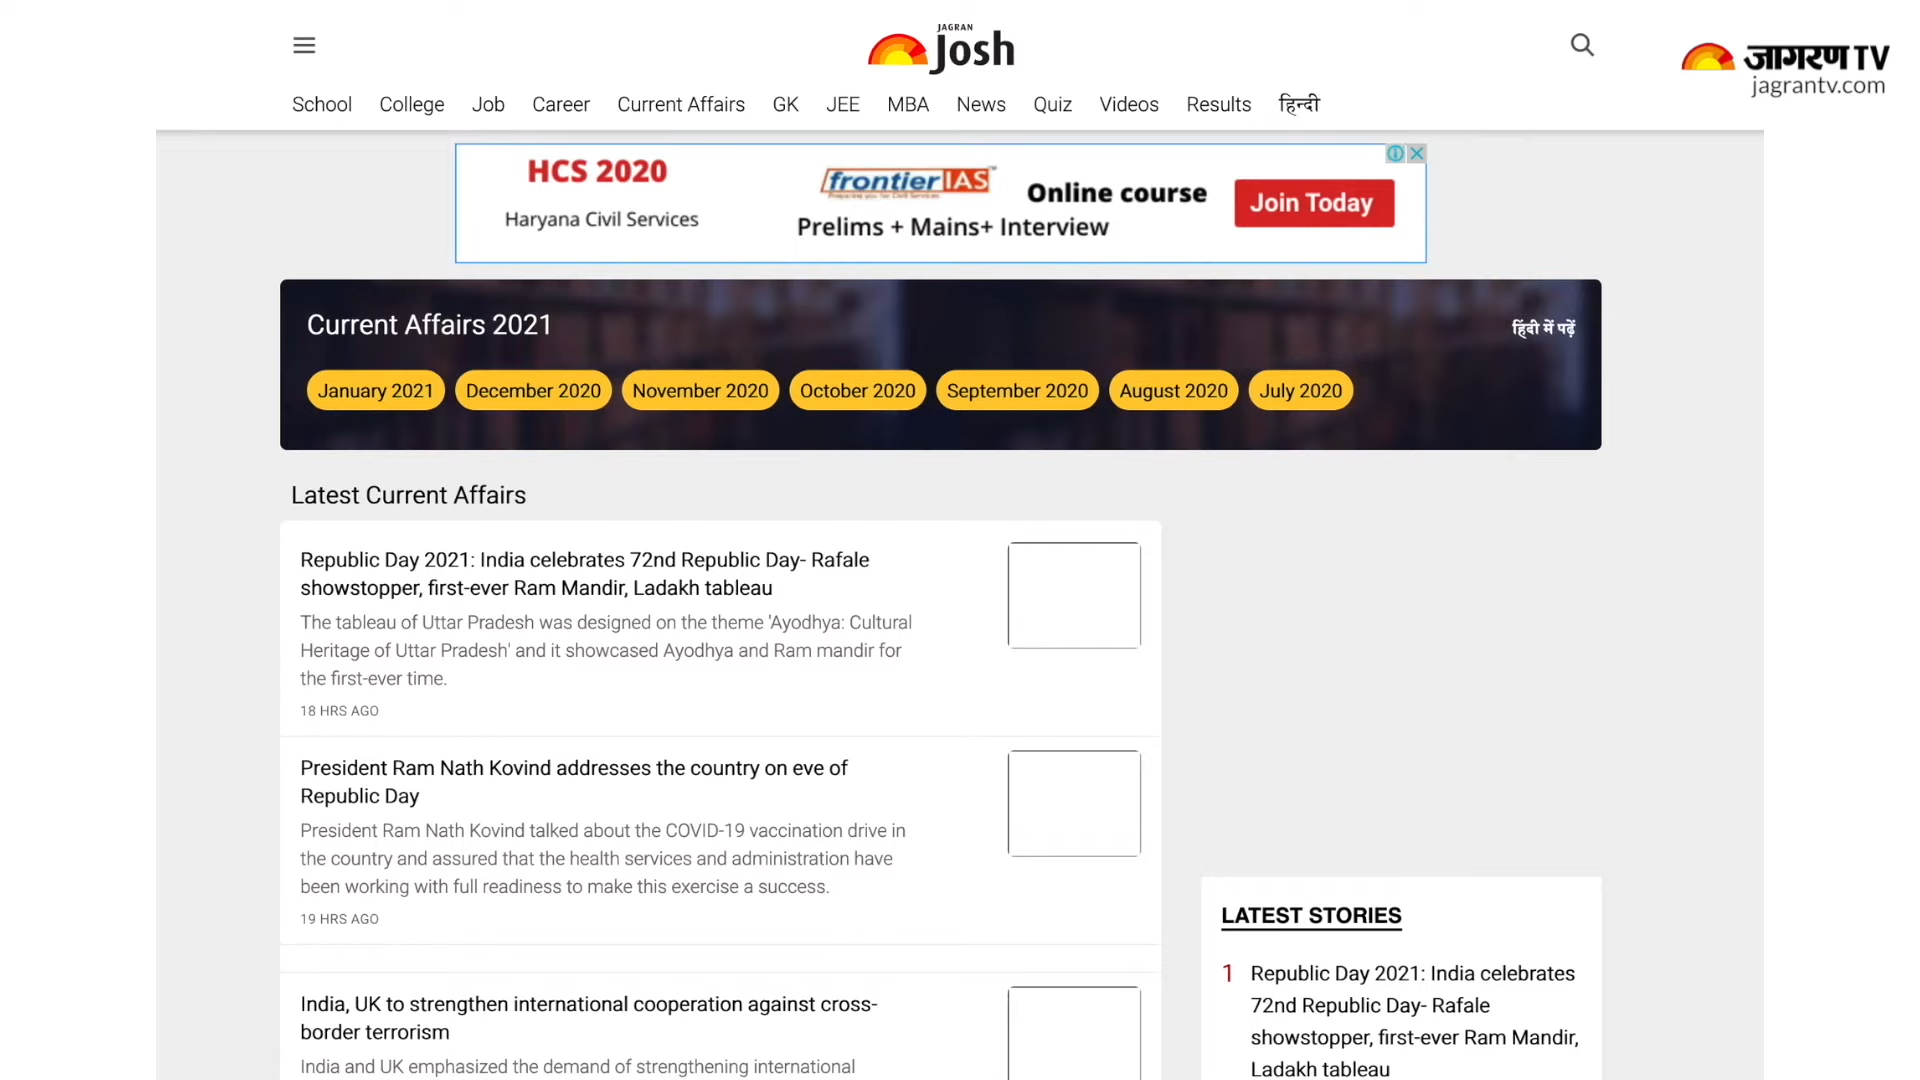 JAGRAN
Josh
जागरण TV
jagrantv.com
School College Job Career Current Affairs GK JEE MBA News Quiz Videos Results हिन्दी
HCS 2020
Haryana Civil Services
frontier IAS
Online course
Prelims + Mains+ Interview
Join Today
Current Affairs 2021
हिंदी में पढ़ें
January 2021 December 2020 November 2020 October 2020 September 2020 August 2020 July 2020
Latest Current Affairs
Republic Day 2021: India celebrates 72nd Republic Day- Rafale
showstopper, first-ever Ram Mandir, Ladakh tableau
The tableau of Uttar Pradesh was designed on the theme 'Ayodhya: Cultural
Heritage of Uttar Pradesh' and it showcased Ayodhya and Ram mandir for
the first-ever time.
18 HRS AGO
President Ram Nath Kovind addresses the country on eve of
Republic Day
President Ram Nath Kovind talked about the COVID-19 vaccination drive in
the country and assured that the health services and administration have
been working with full readiness to make this exercise a success.
19 HRS AGO
India, UK to strengthen international cooperation against cross-
border terrorism
India and UK emphasized the demand of strengthening international
LATEST STORIES
1 Republic Day 2021: India celebrates
72nd Republic Day- Rafale
showstopper, first-ever Ram Mandir,
Ladakh tableau